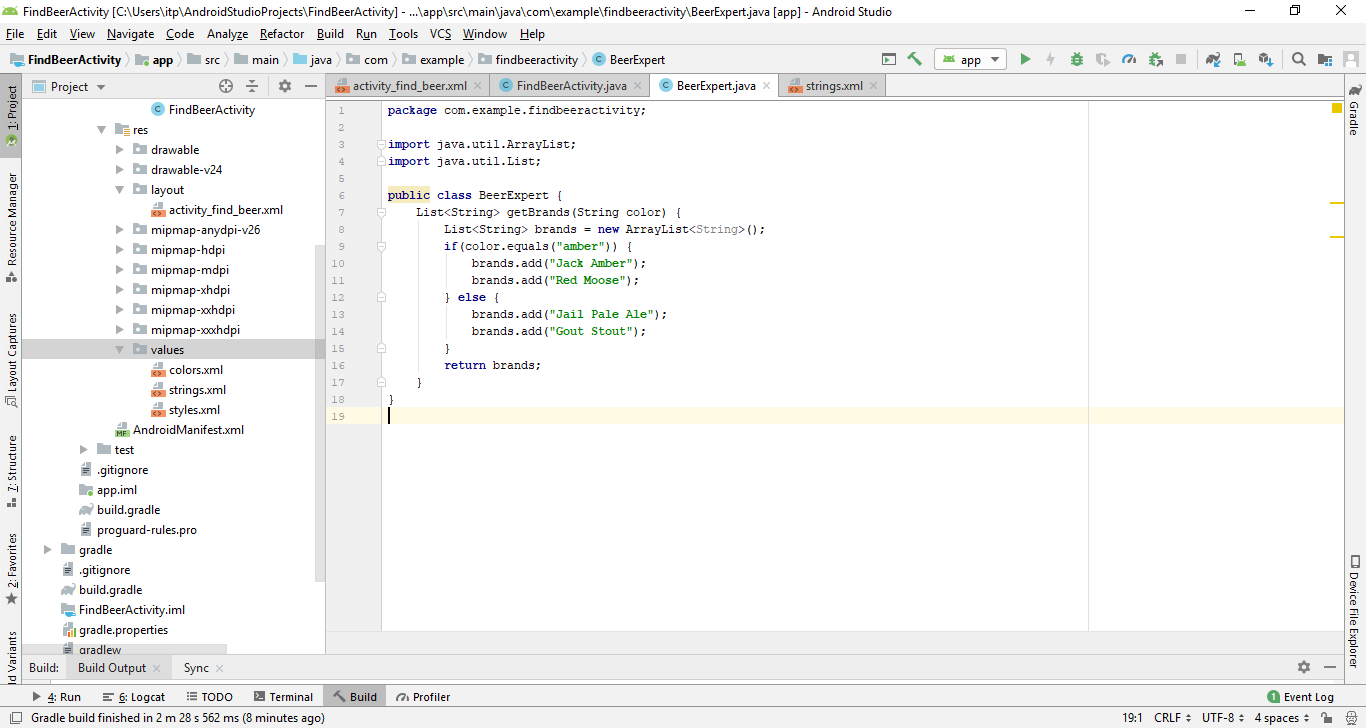 FindBeerActivity [C:\Users\itp\AndroidStudioProjects\FindBeerActivity] - ...\app\src\main\java\com\example\findbeeractivity\BeerExpert.java [app] - Android Studio
File Edit View Navigate Code Analyze Refactor Build Run Tools VCS Window Help
FindBeerActivity app src main java com example findbeeractivity BeerExpert app
Project
activity_find_beer.xml FindBeerActivity.java BeerExpert.java strings.xml
FindBeerActivity
res
drawable
drawable-v24
layout
activity_find_beer.xml
mipmap-anydpi-v26
mipmap-hdpi
mipmap-mdpi
mipmap-xhdpi
mipmap-xxhdpi
mipmap-xxxhdpi
values
colors.xml
strings.xml
styles.xml
AndroidManifest.xml
test
.gitignore
app.iml
build.gradle
proguard-rules.pro
gradle
.gitignore
build.gradle
FindBeerActivity.iml
gradle.properties
gradlew
1: Project
Resource Manager
Layout Captures
7: Structure
2: Favorites
ld Variants
1 package com.example.findbeeractivity;
2
3 import java.util.ArrayList;
4 import java.util.List;
5
6 public class BeerExpert {
7 List<String> getBrands(String color) {
8 List<String> brands = new ArrayList<String>();
9 if(color.equals("amber")) {
10 brands.add("Jack Amber");
11 brands.add("Red Moose");
12 } else {
13 brands.add("Jail Pale Ale");
14 brands.add("Gout Stout");
15 }
16 return brands;
17 }
18 }
19
Gradle
Device File Explorer
Build: Build Output Sync
4: Run 6: Logcat TODO Terminal Build Profiler 1 Event Log
Gradle build finished in 2 m 28 s 562 ms (8 minutes ago) 19:1 CRLF UTF-8 4 spaces